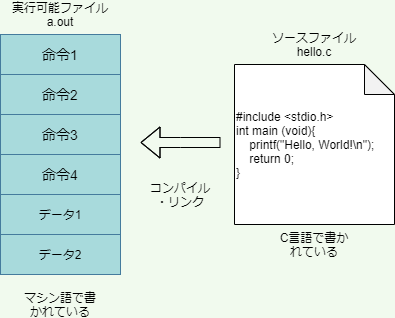 実行可能ファイル
a.out
命令1
命令2
命令3
命令4
データ1
データ2
マシン語で書
かれている
コンパイル
・リンク
ソースファイル
hello.c
#include <stdio.h>
int main (void){
    printf("Hello, World!\n");
    return 0;
}
C言語で書か
れている